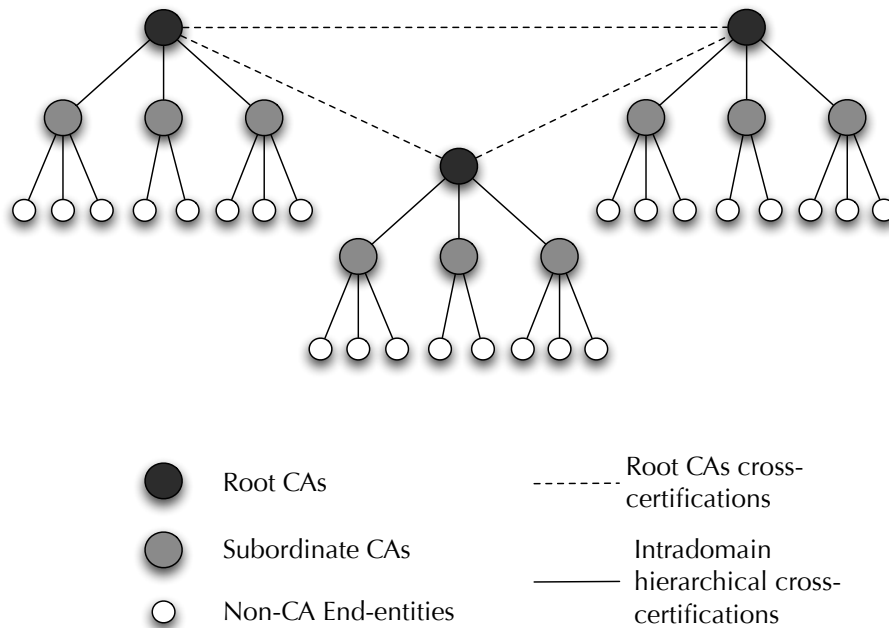 Root CAs
Root CAs cross-
certifications
Subordinate CAs
Intradomain
hierarchical cross-
certifications
Non-CA End-entities